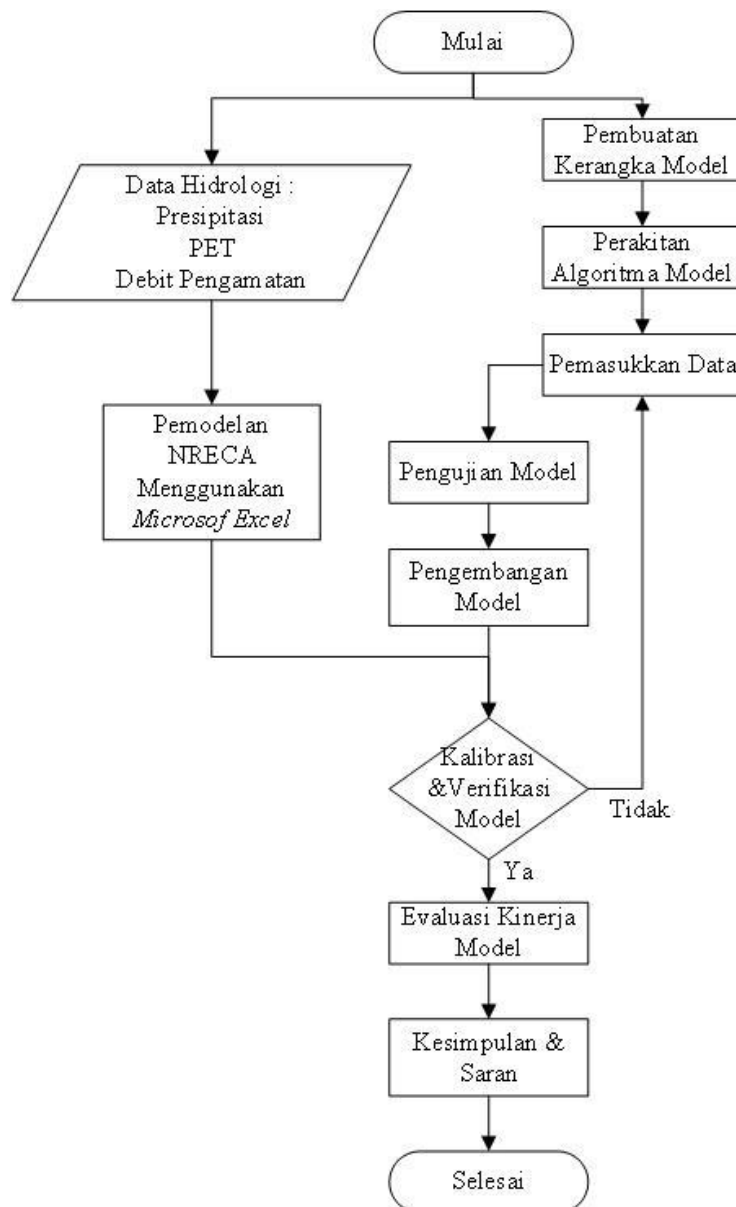 Mulai
Data Hidrologi :
Presipitasi
PET
Debit Pengamatan
Pemodelan
NRECA
Menggunakan
Microsof Excel
Pembuatan
Kerangka Model
Perakitan
Algoritma Model
Pemasukkan Data
Pengujian Model
Pengembangan
Model
Kalibrasi
&Verifikasi
Model
Tidak
Ya
Evaluasi Kinerja
Model
Kesimpulan &
Saran
Selesai